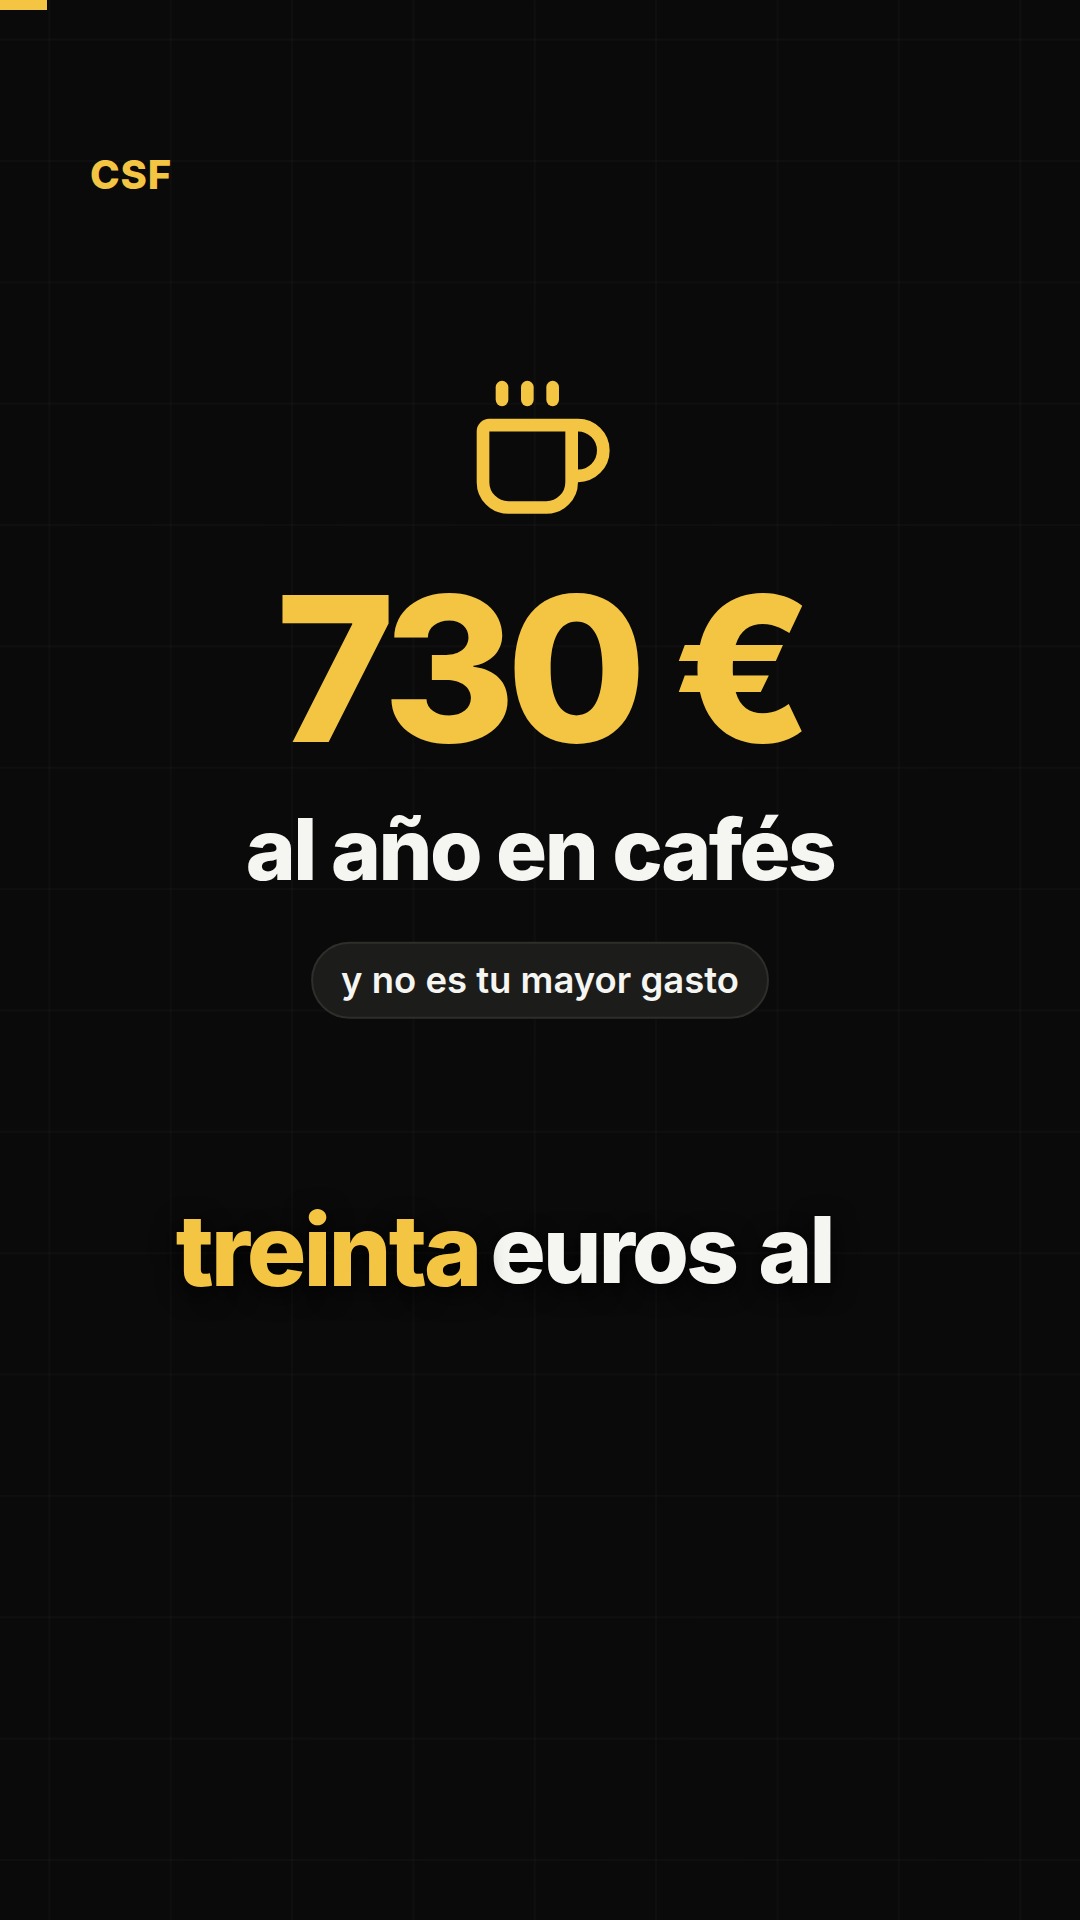 CSF
730 €
al año en cafés
y no es tu mayor gasto
treinta euros al